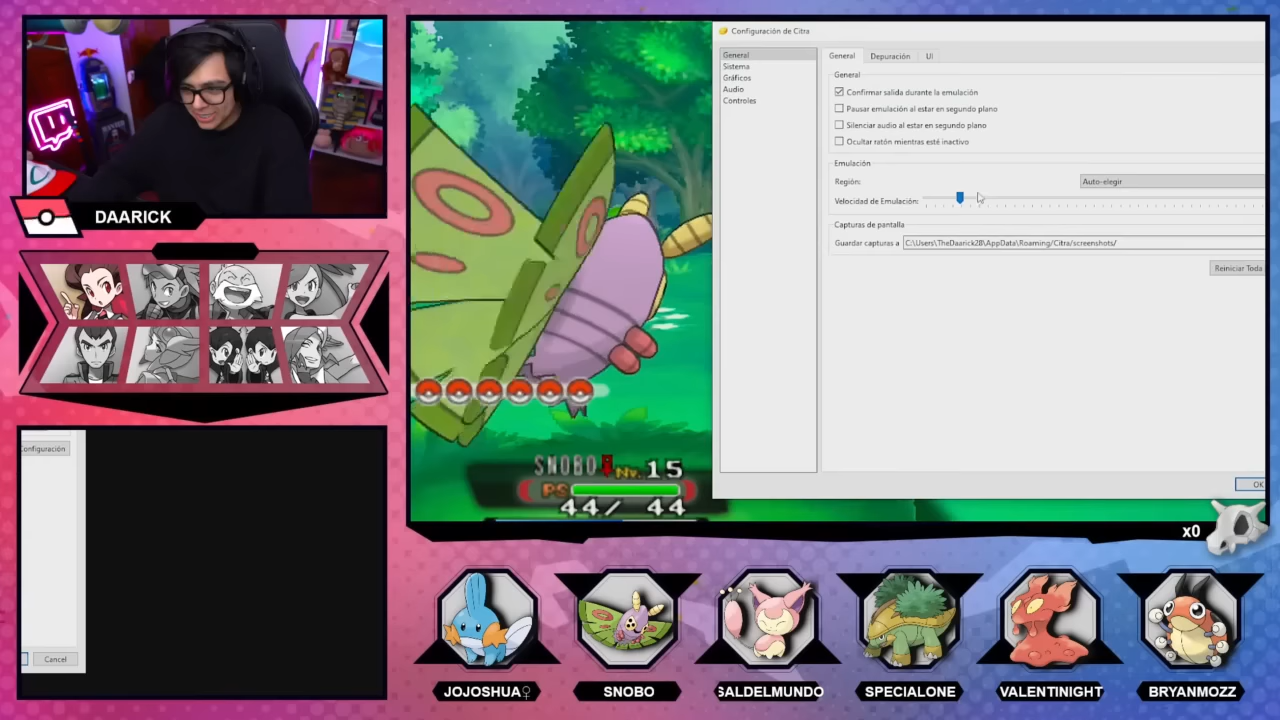 DAARICK
Configuración
Cancel
SNOBO Nv. 15
PS
44/ 44
Configuración de Citra
General
Sistema
Gráficos
Audio
Controles
General Depuración UI
General
Confirmar salida durante la emulación
Pausar emulación al estar en segundo plano
Silenciar audio al estar en segundo plano
Ocultar ratón mientras esté inactivo
Emulación
Región: Auto-elegir
Velocidad de Emulación:
Capturas de pantalla
Guardar capturas a C:\Users\TheDaarick28\AppData\Roaming/Citra/screenshots/
Reiniciar Toda
OK
x0
JOJOSHUA♀
SNOBO
SALDELMUNDO
SPECIALONE
VALENTINIGHT
BRYANMOZZ